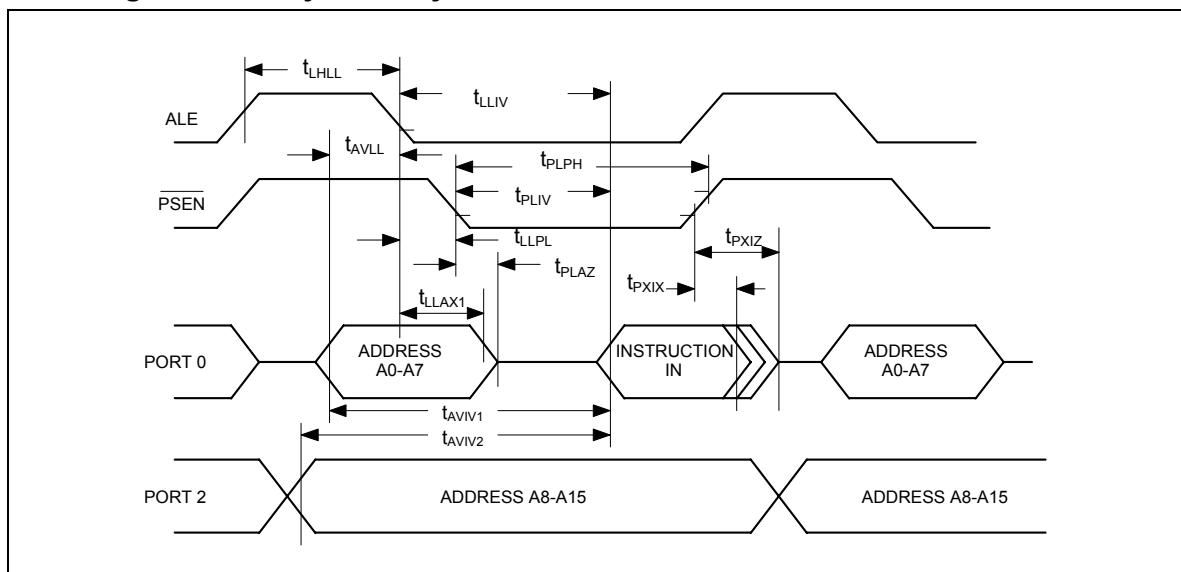 tLHLL
tLLIV
ALE
tAVLL
tPLPH
PSEN
tPLIV
tLLPL
tPXIZ
tPLAZ
tPXIX
tLLAX1
PORT 0
ADDRESS
A0-A7
INSTRUCTION
IN
ADDRESS
A0-A7
tAVIV1
tAVIV2
PORT 2
ADDRESS A8-A15
ADDRESS A8-A15